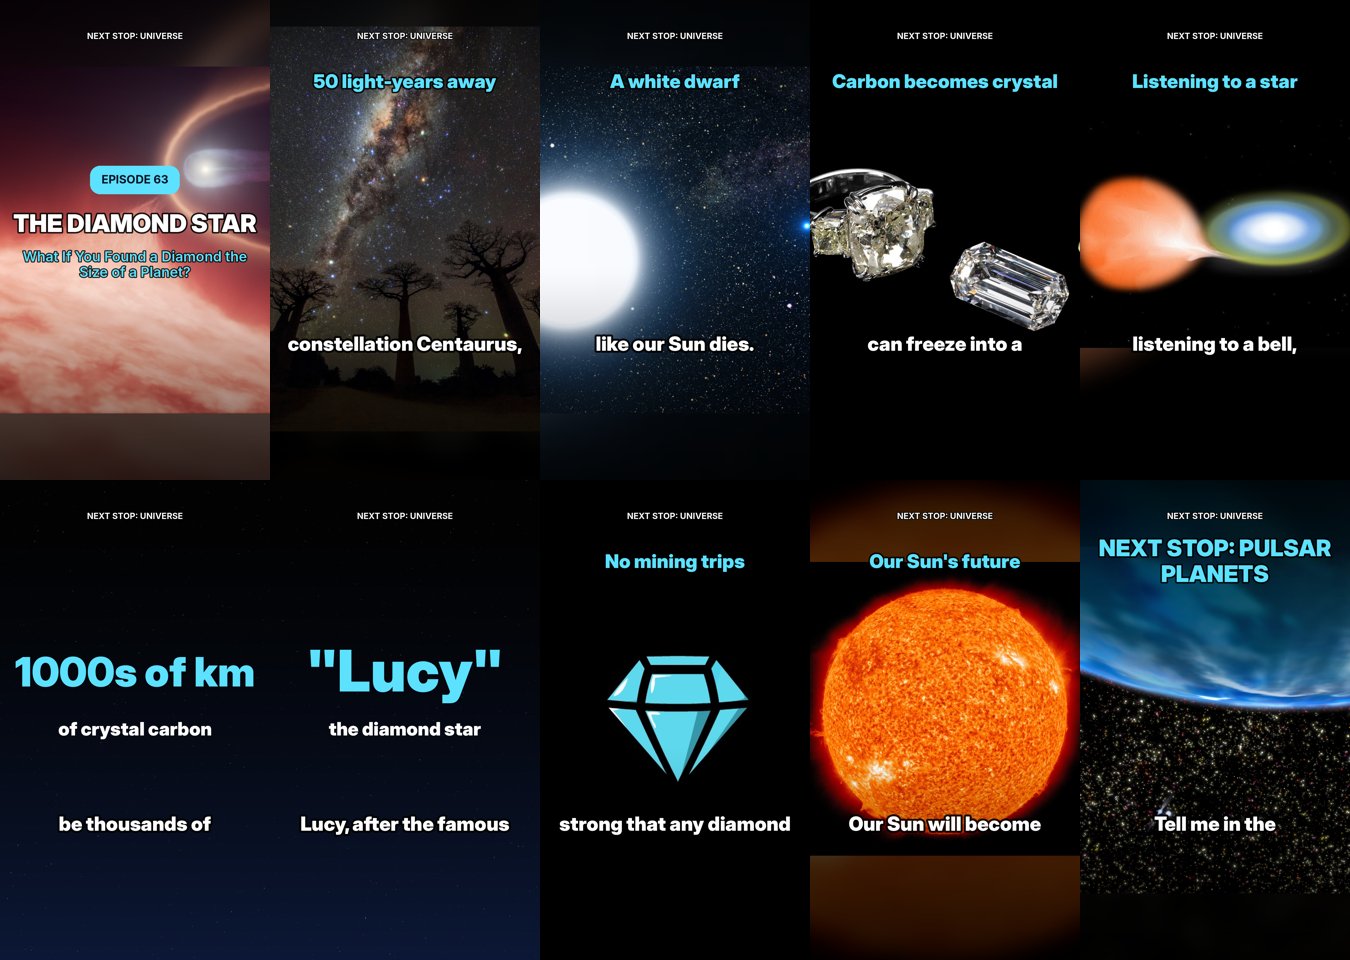 NEXT STOP: UNIVERSE
EPISODE 63
THE DIAMOND STAR
What If You Found a Diamond the
Size of a Planet?
NEXT STOP: UNIVERSE
50 light-years away
constellation Centaurus,
NEXT STOP: UNIVERSE
A white dwarf
like our Sun dies.
NEXT STOP: UNIVERSE
Carbon becomes crystal
can freeze into a
NEXT STOP: UNIVERSE
Listening to a star
listening to a bell,
NEXT STOP: UNIVERSE
1000s of km
of crystal carbon
be thousands of
NEXT STOP: UNIVERSE
"Lucy"
the diamond star
Lucy, after the famous
NEXT STOP: UNIVERSE
No mining trips
strong that any diamond
NEXT STOP: UNIVERSE
Our Sun's future
Our Sun will become
NEXT STOP: UNIVERSE
NEXT STOP: PULSAR
PLANETS
Tell me in the